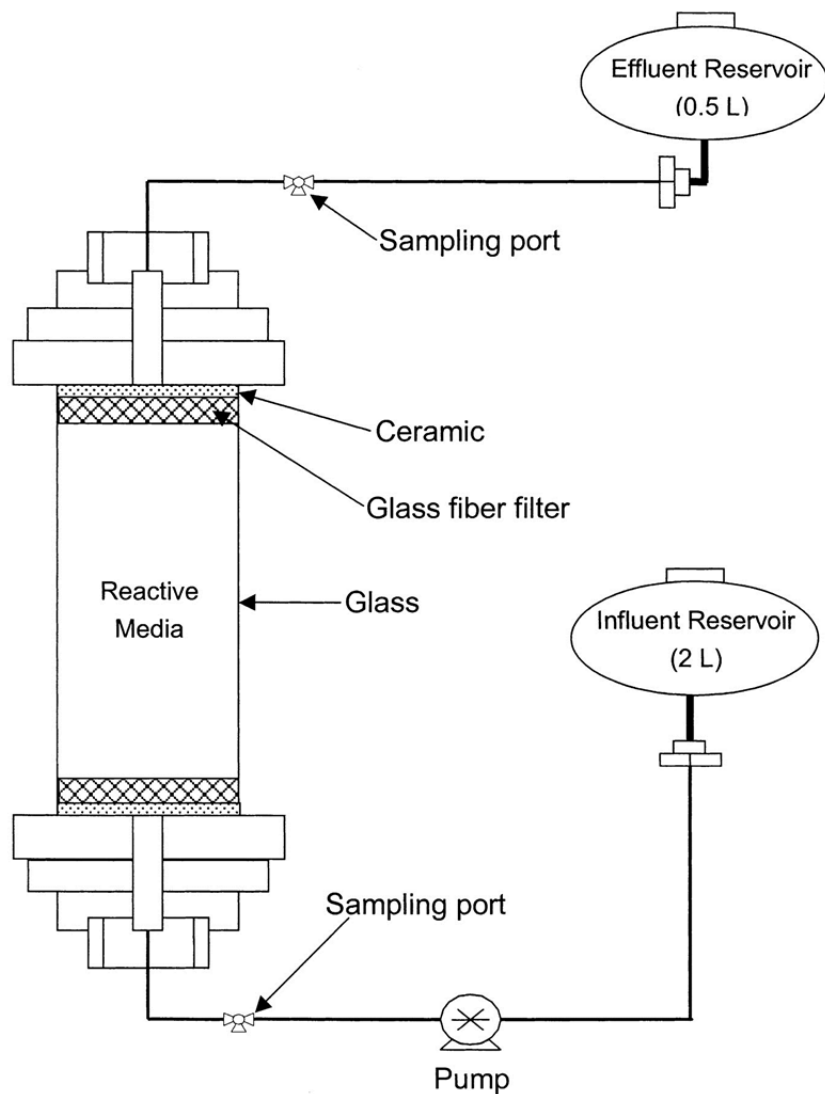 Effluent Reservoir
(0.5 L)
Sampling port
Ceramic
Glass fiber filter
Reactive
Media
Glass
Influent Reservoir
(2 L)
Sampling port
Pump